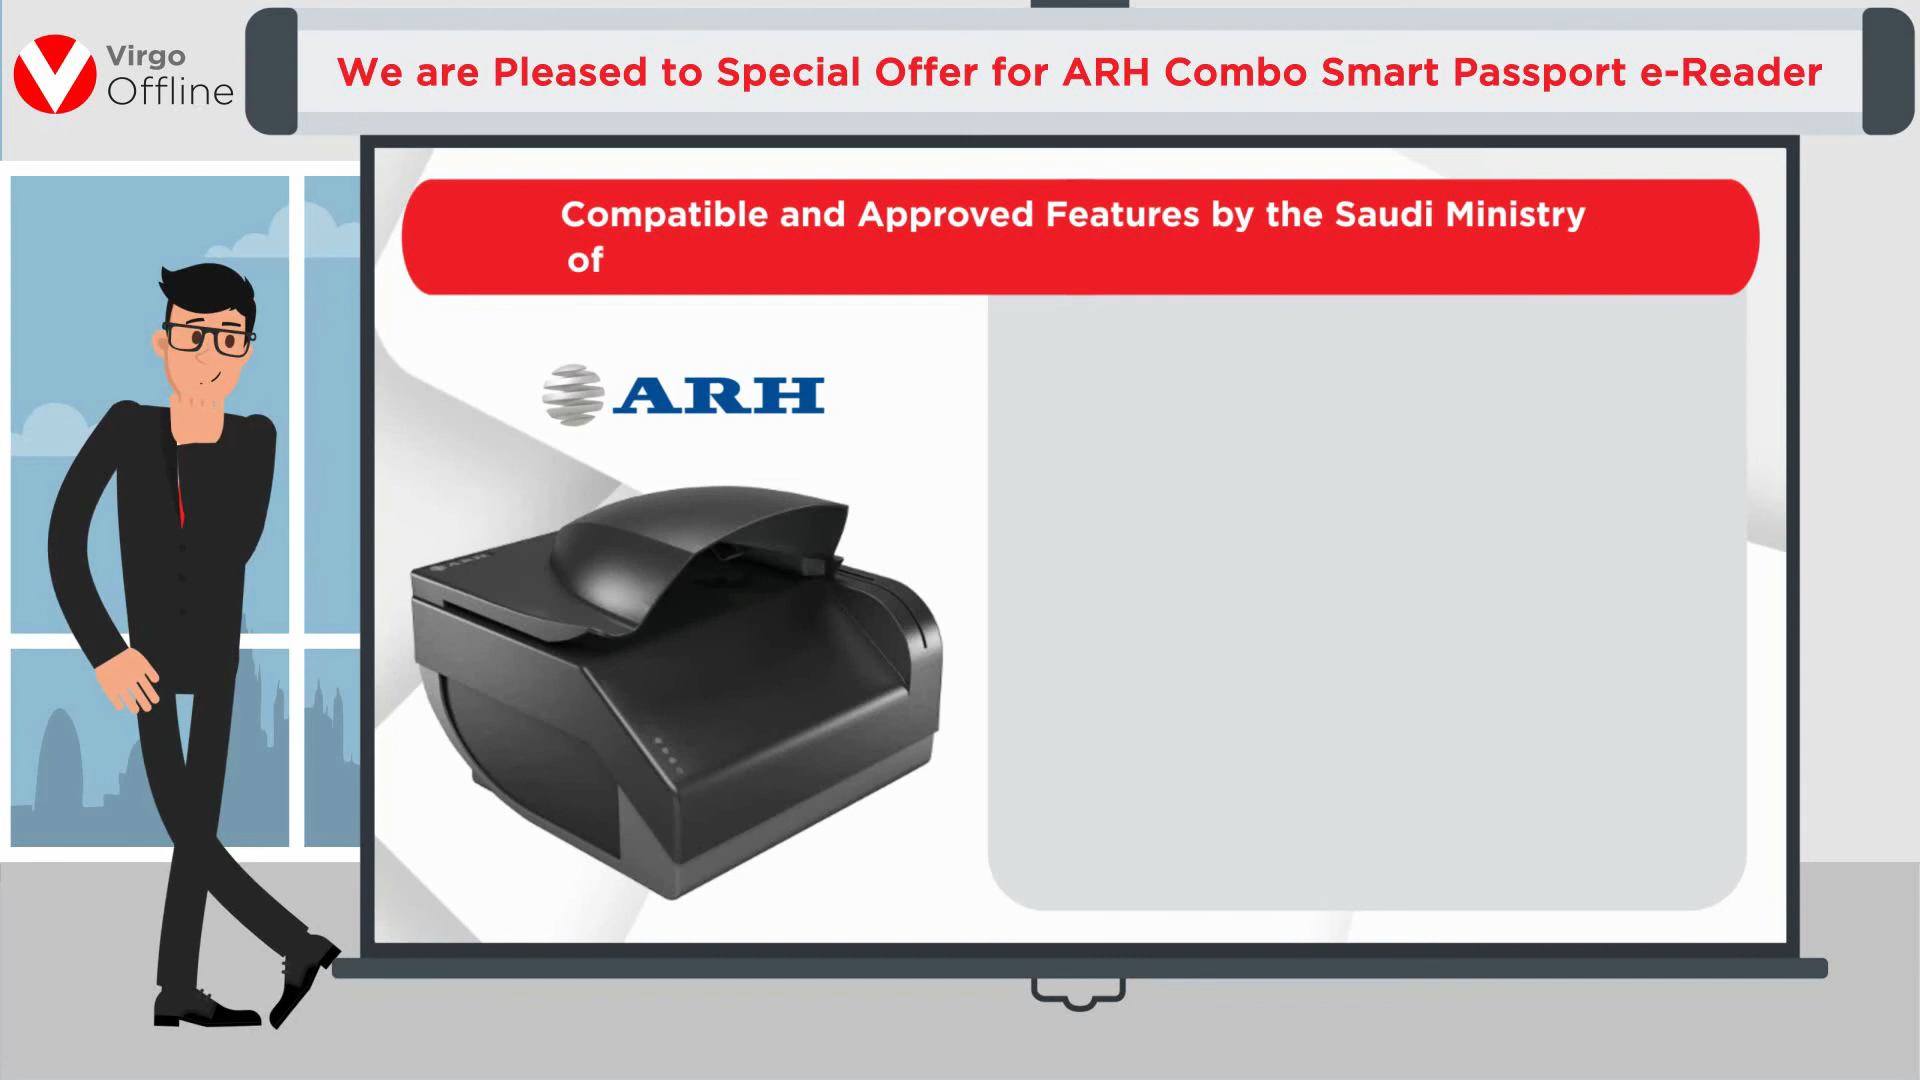 Virgo
Offline
We are Pleased to Special Offer for ARH Combo Smart Passport e-Reader
Compatible and Approved Features by the Saudi Ministry
of
ARH
ARH